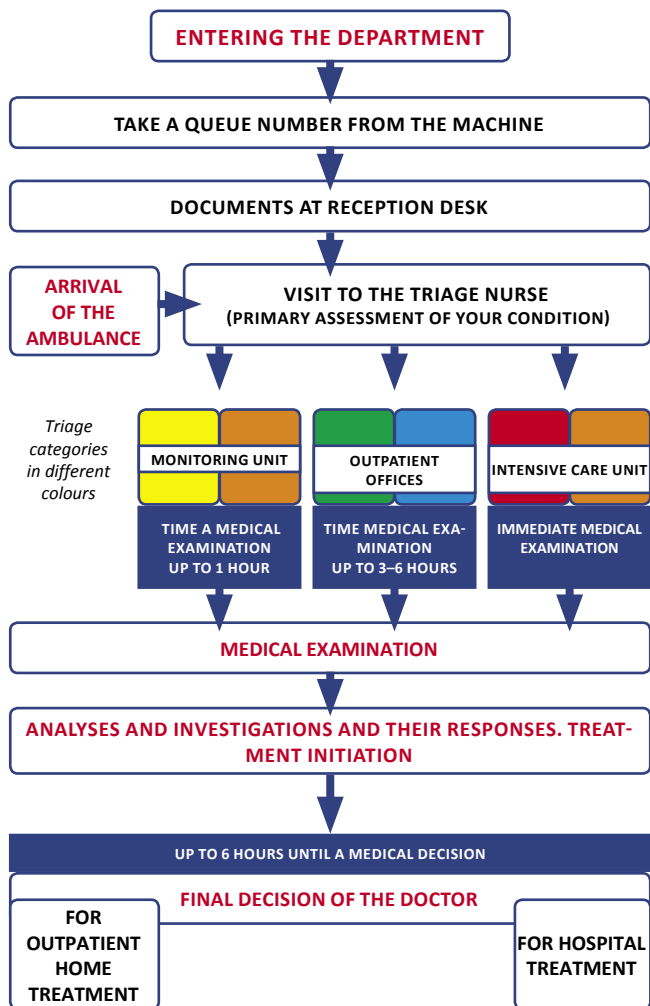 ENTERING THE DEPARTMENT
TAKE A QUEUE NUMBER FROM THE MACHINE
DOCUMENTS AT RECEPTION DESK
ARRIVAL
OF THE
AMBULANCE
VISIT TO THE TRIAGE NURSE
(PRIMARY ASSESSMENT OF YOUR CONDITION)
Triage
categories
in different
colours
MONITORING UNIT
OUTPATIENT
OFFICES
INTENSIVE CARE UNIT
TIME A MEDICAL
EXAMINATION
UP TO 1 HOUR
TIME MEDICAL EXA-
MINATION
UP TO 3–6 HOURS
IMMEDIATE MEDICAL
EXAMINATION
MEDICAL EXAMINATION
ANALYSES AND INVESTIGATIONS AND THEIR RESPONSES. TREAT-
MENT INITIATION
UP TO 6 HOURS UNTIL A MEDICAL DECISION
FINAL DECISION OF THE DOCTOR
FOR
OUTPATIENT
HOME
TREATMENT
FOR HOSPITAL
TREATMENT